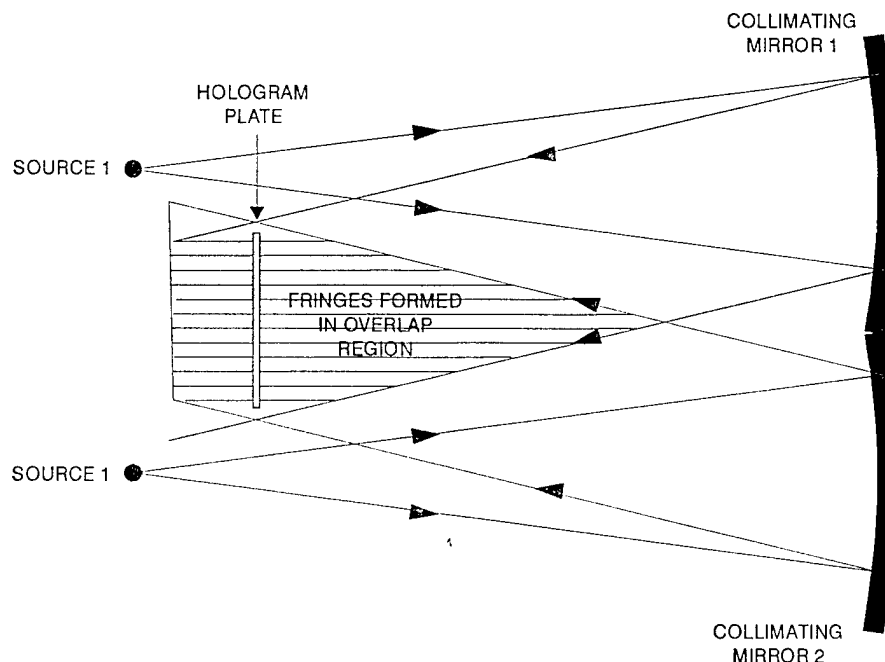 COLLIMATING
MIRROR 1
HOLOGRAM
PLATE
SOURCE 1
FRINGES FORMED
IN OVERLAP
REGION
SOURCE 1
COLLIMATING
MIRROR 2